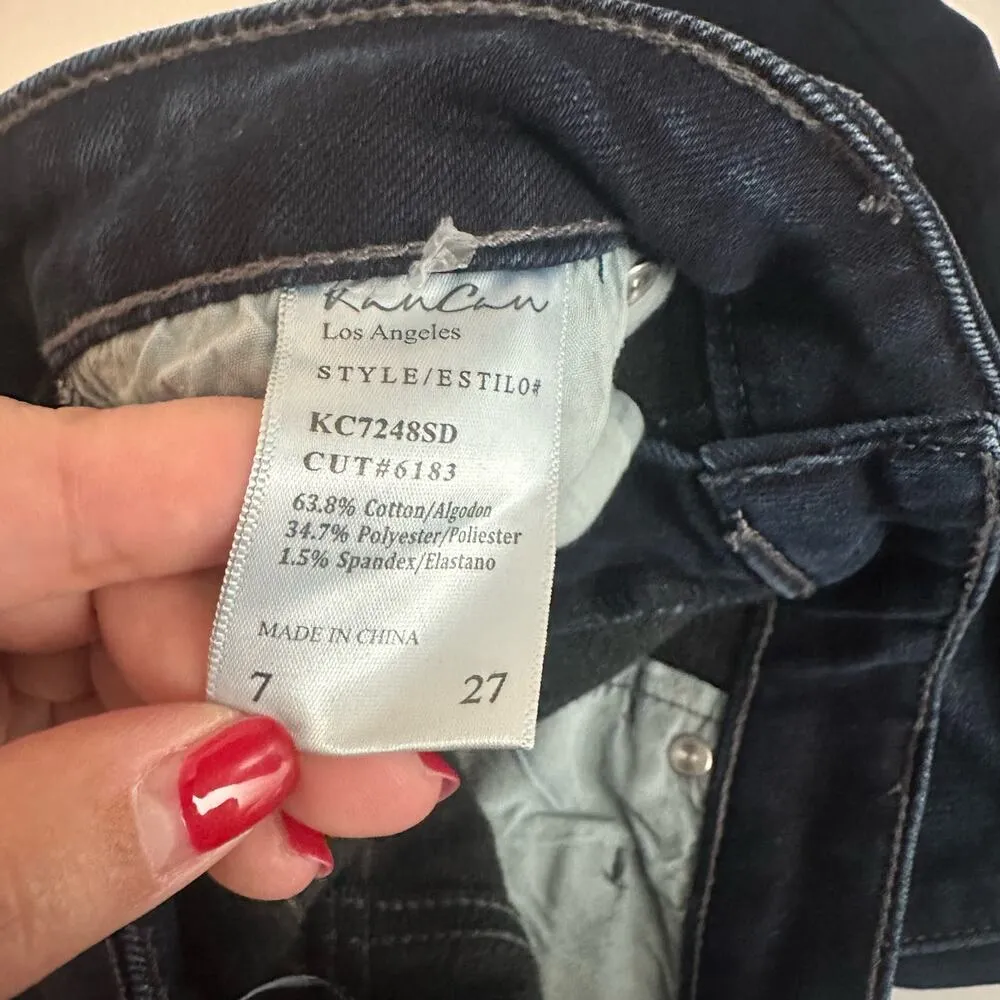 KanCan
Los Angeles
STYLE/ESTILO#
KC7248SD
CUT#6183
63.8% Cotton/Algodon
34.7% Polyester/Poliester
1.5% Spandex/Elastano
MADE IN CHINA
7 27